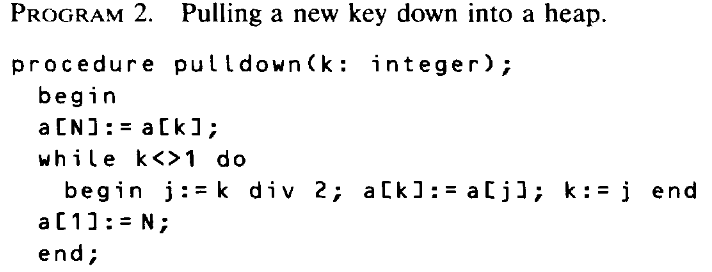 PROGRAM 2. Pulling a new key down into a heap.
procedure pulldown(k: integer);
begin
a[N]:= a[k];
while k<>1 do
begin j:= k div 2; a[k]:= a[j]; k:= j end
a[1]:= N;
end;